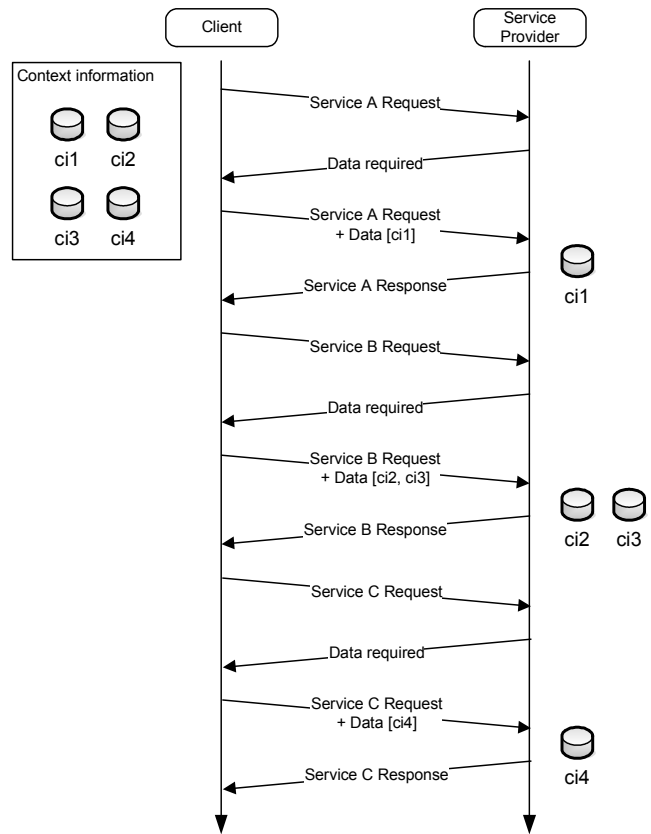 Client
Service
Provider
Context information
ci1
ci2
ci3
ci4
Service A Request
Data required
Service A Request
+ Data [ci1]
ci1
Service A Response
Service B Request
Data required
Service B Request
+ Data [ci2, ci3]
ci2
ci3
Service B Response
Service C Request
Data required
Service C Request
+ Data [ci4]
ci4
Service C Response